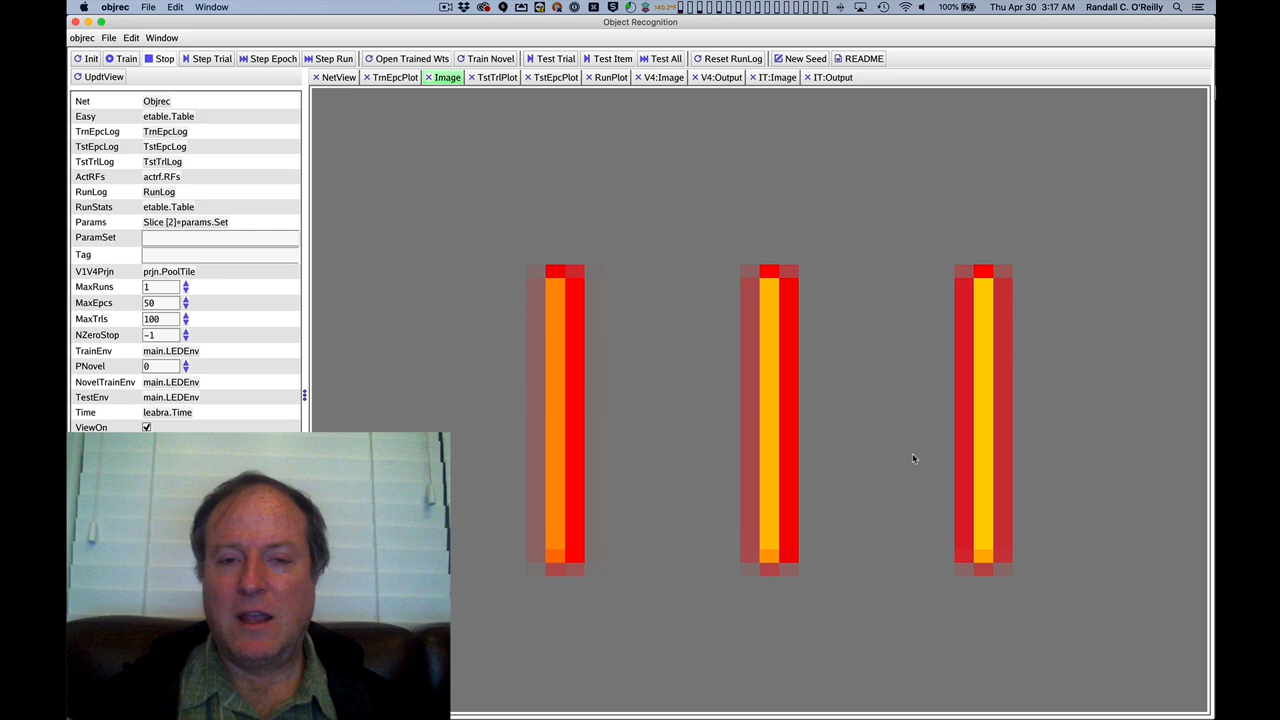 objrec File Edit Window 140.2°F 100% Thu Apr 30 3:17 AM Randall C. O'Reilly
Object Recognition
objrec File Edit Window
Init Train Stop Step Trial Step Epoch Step Run Open Trained Wts Train Novel Test Trial Test Item Test All Reset RunLog New Seed README
UpdtView NetView TrnEpcPlot Image TstTrlPlot TstEpcPlot RunPlot V4:Image V4:Output IT:Image IT:Output
Net Objrec
Easy etable.Table
TrnEpcLog TrnEpcLog
TstEpcLog TstEpcLog
TstTrlLog TstTrlLog
ActRFs actrf.RFs
RunLog RunLog
RunStats etable.Table
Params Slice [2]*params.Set
ParamSet
Tag
V1V4Prjn prjn.PoolTile
MaxRuns 1
MaxEpcs 50
MaxTrls 100
NZeroStop -1
TrainEnv main.LEDEnv
PNovel 0
NovelTrainEnv main.LEDEnv
TestEnv main.LEDEnv
Time leabra.Time
ViewOn